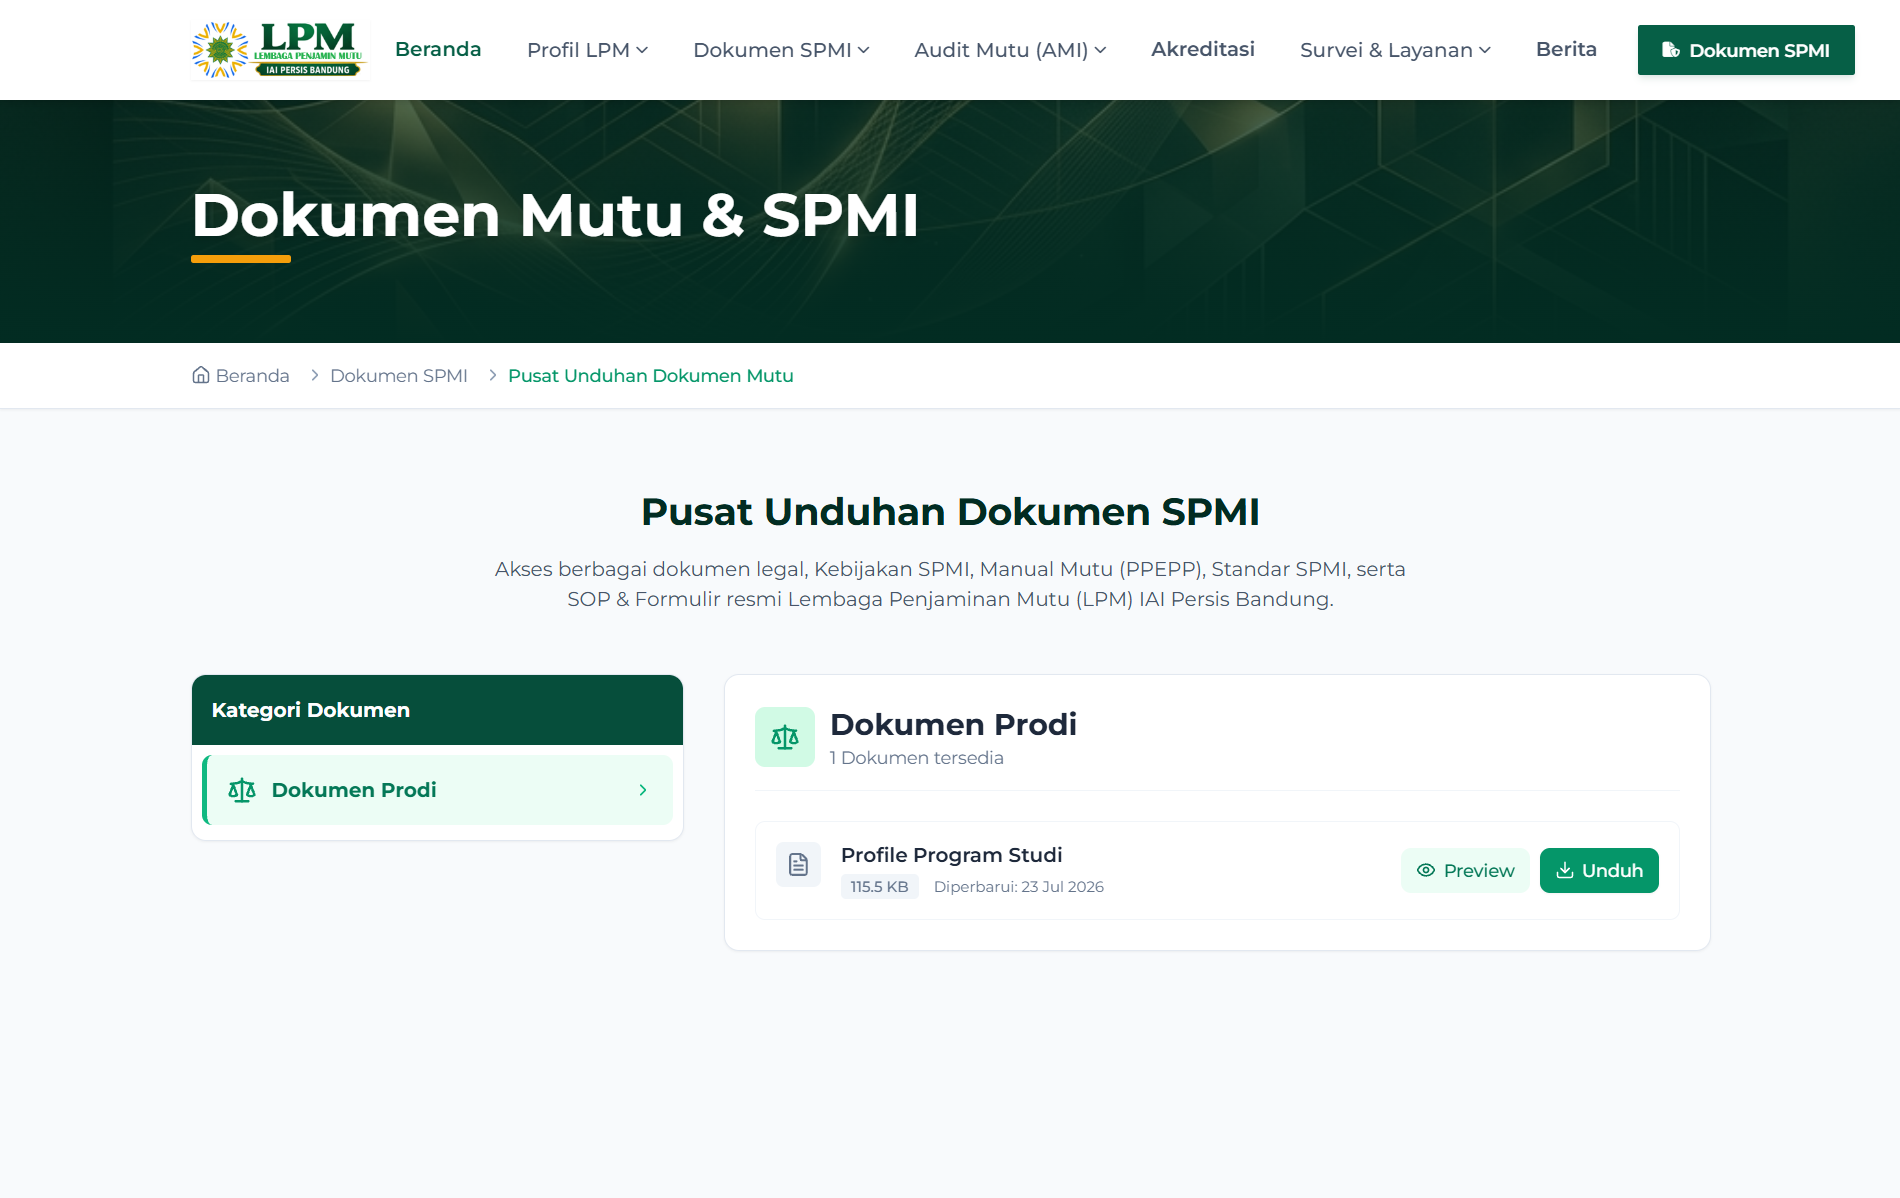 LPM
LEMBAGA PENJAMIN MUTU
IAI PERSIS BANDUNG
Beranda
Profil LPM
Dokumen SPMI
Audit Mutu (AMI)
Akreditasi
Survei & Layanan
Berita
Dokumen SPMI
Dokumen Mutu & SPMI
Beranda
Dokumen SPMI
Pusat Unduhan Dokumen Mutu
Pusat Unduhan Dokumen SPMI
Akses berbagai dokumen legal, Kebijakan SPMI, Manual Mutu (PPEPP), Standar SPMI, serta
SOP & Formulir resmi Lembaga Penjaminan Mutu (LPM) IAI Persis Bandung.
Kategori Dokumen
Dokumen Prodi
Dokumen Prodi
1 Dokumen tersedia
Profile Program Studi
115.5 KB
Diperbarui: 23 Jul 2026
Preview
Unduh